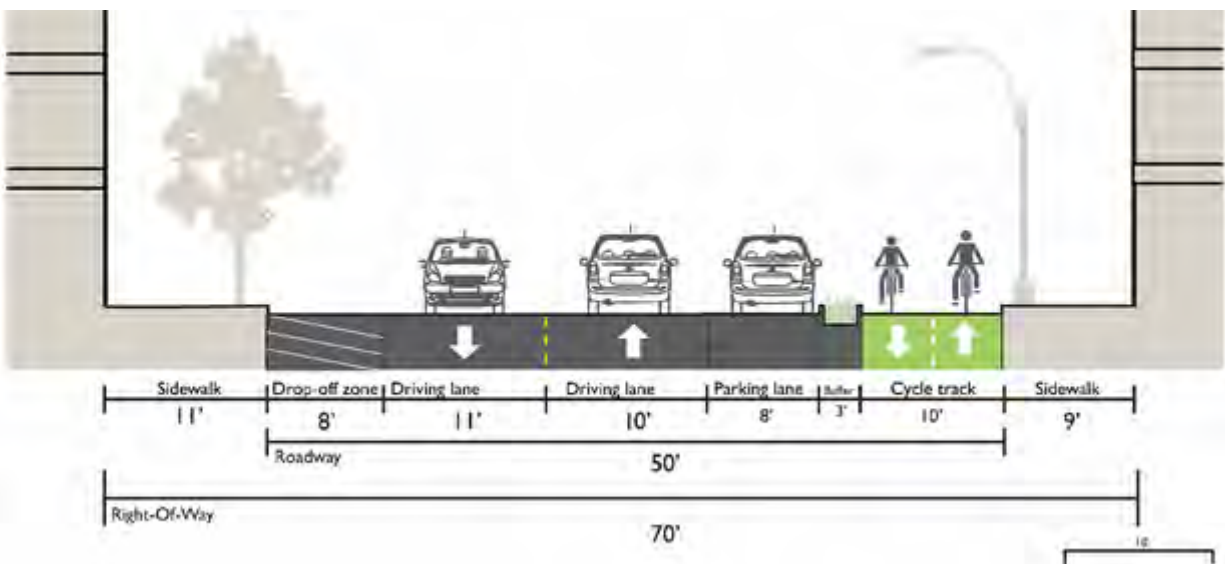 Sidewalk Drop-off zone Driving lane Driving lane Parking lane Buffer Cycle track Sidewalk
11' 8' 11' 10' 8' 3' 10' 9'
Roadway
50'
Right-Of-Way
70'
10